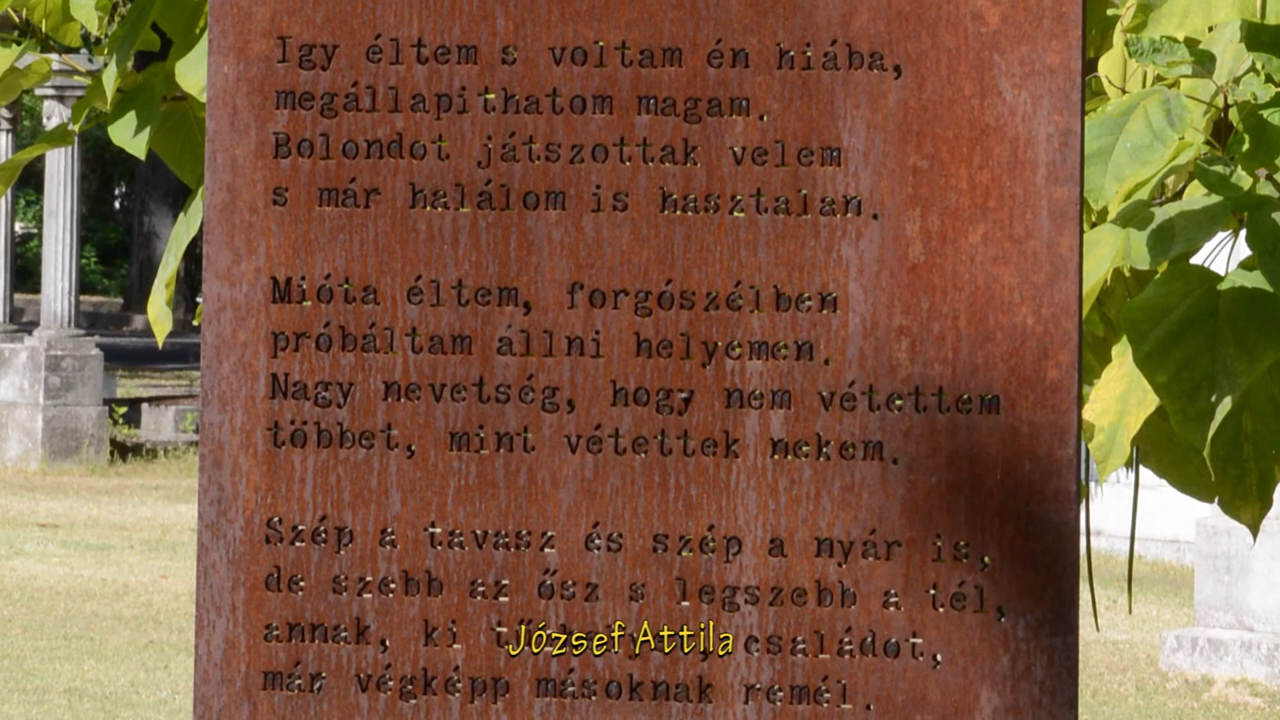 Igy éltem s voltam én hiába,
megállapithatom magam.
Bolondot játszottak velem
s már halálom is hasztalan.
Mióta éltem, forgószélben
próbáltam állni helyemen.
Nagy nevetség, hogy nem vétettem
többet, mint vétettek nekem.
Szép a tavasz és szép a nyár is,
de szebb az ősz s legszebb a tél,
annak, ki családot,
József Attila
már végképp másoknak remél.